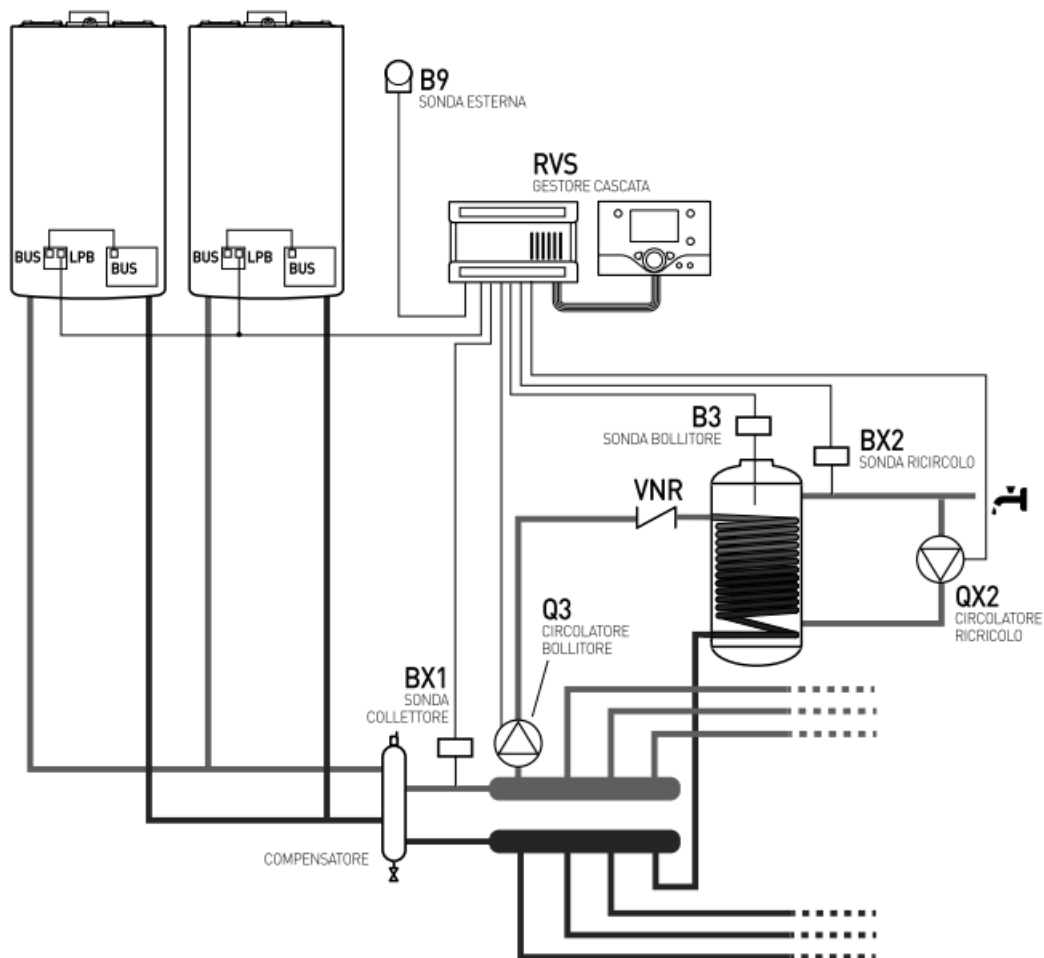 B9
SONDA ESTERNA
RVS
GESTORE CASCATA
BUS LPB
BUS
BUS LPB
BUS
B3
SONDA BOLLITORE
BX2
SONDA RICIRCOLO
VNR
Q3
CIRCOLATORE
BOLLITORE
QX2
CIRCOLATORE
RICRICOLO
BX1
SONDA
COLLETTORE
COMPENSATORE